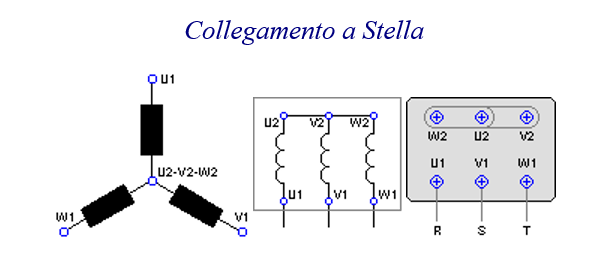 Collegamento a Stella
U1
U2-V2-W2
W1
V1
U2 V2 W2
U1 V1 W1
W2 U2 V2
U1 V1 W1
R S T